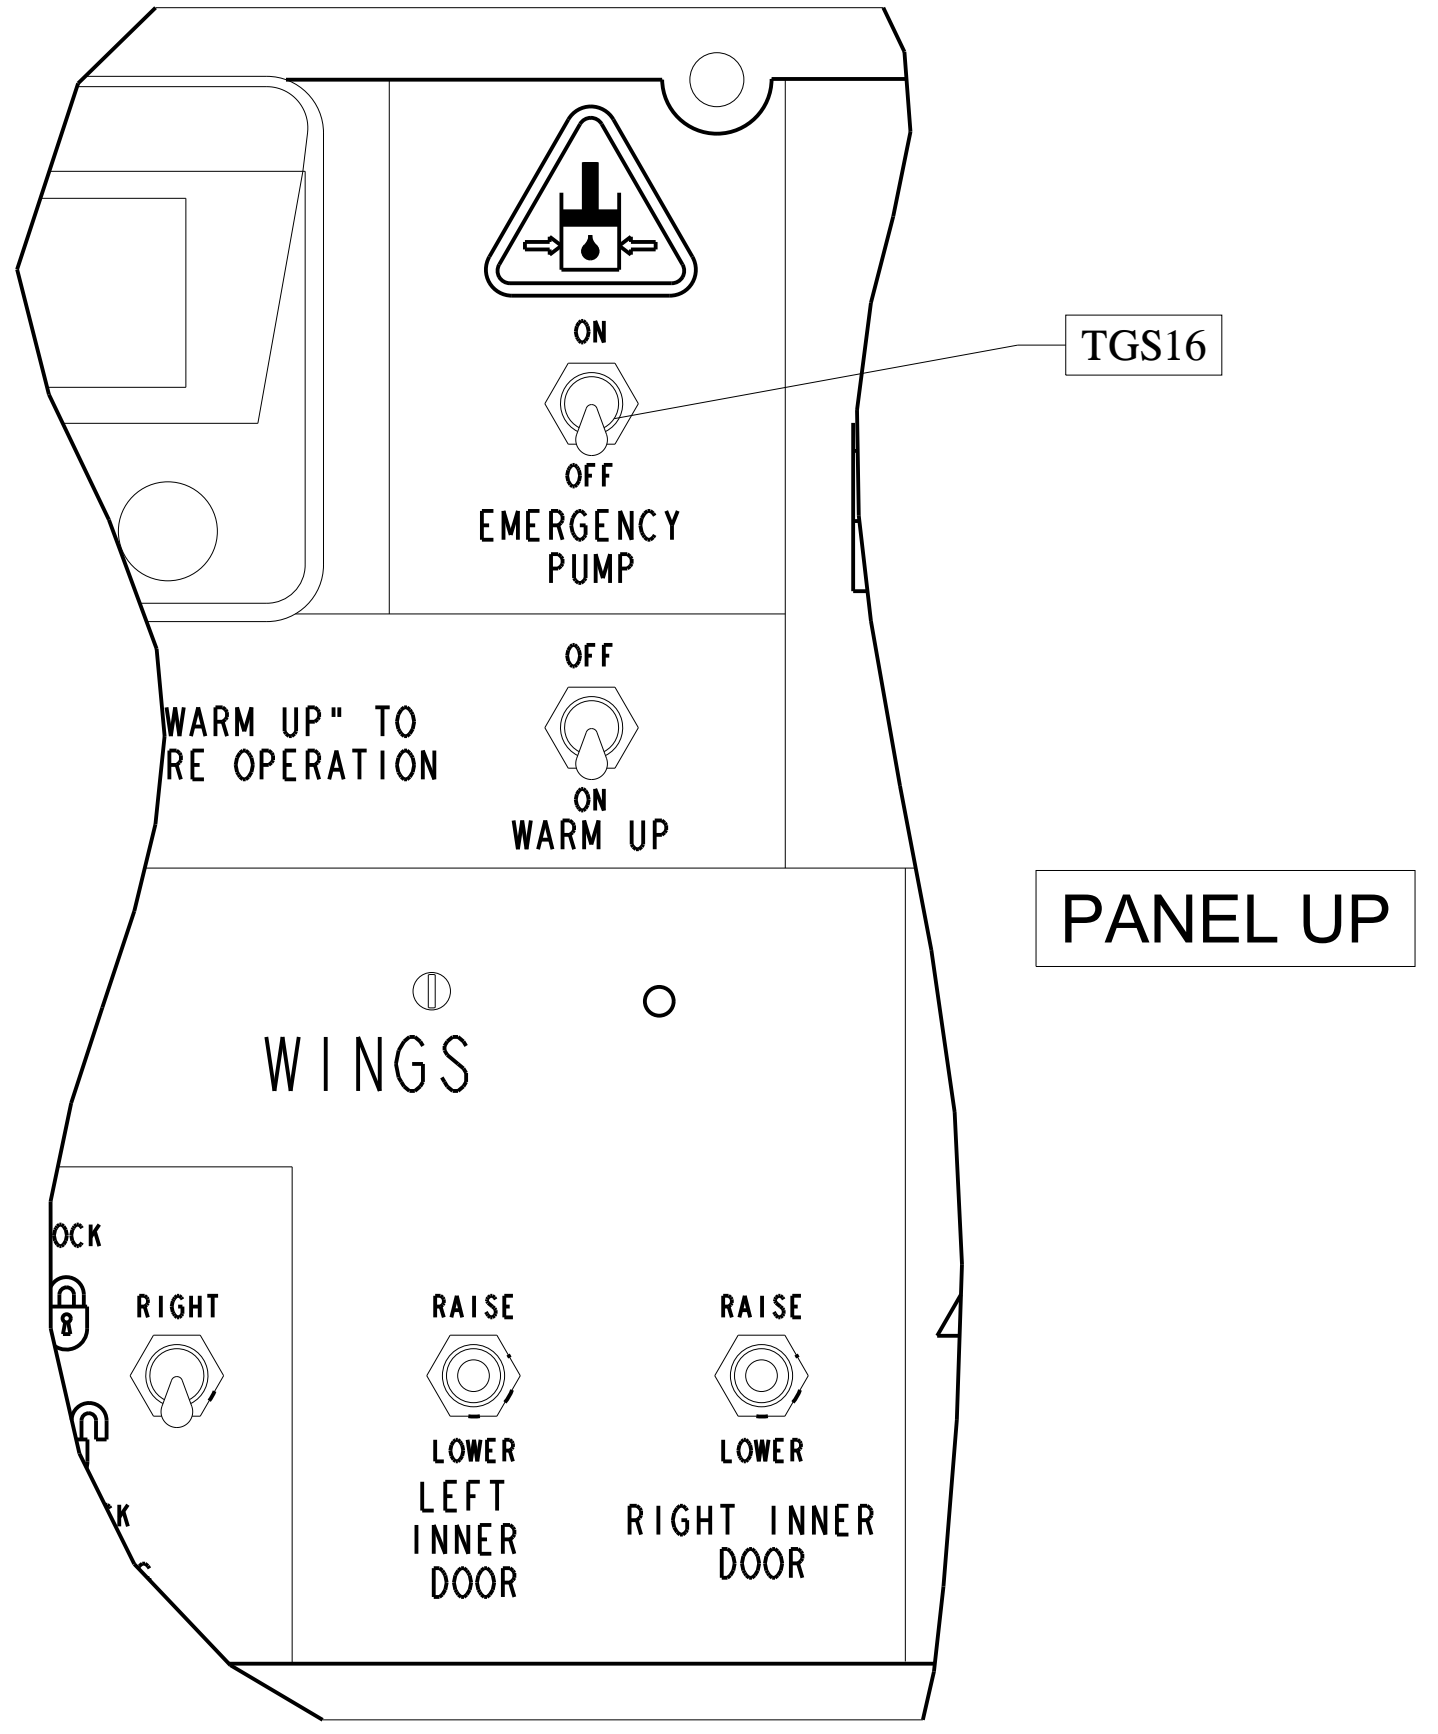 ON
TGS16
OFF
EMERGENCY
PUMP
OFF
WARM UP" TO
RE OPERATION
ON
WARM UP
PANEL UP
WINGS
OCK
RIGHT
RAISE
RAISE
LOWER
LOWER
LEFT
INNER
DOOR
RIGHT INNER
DOOR
K